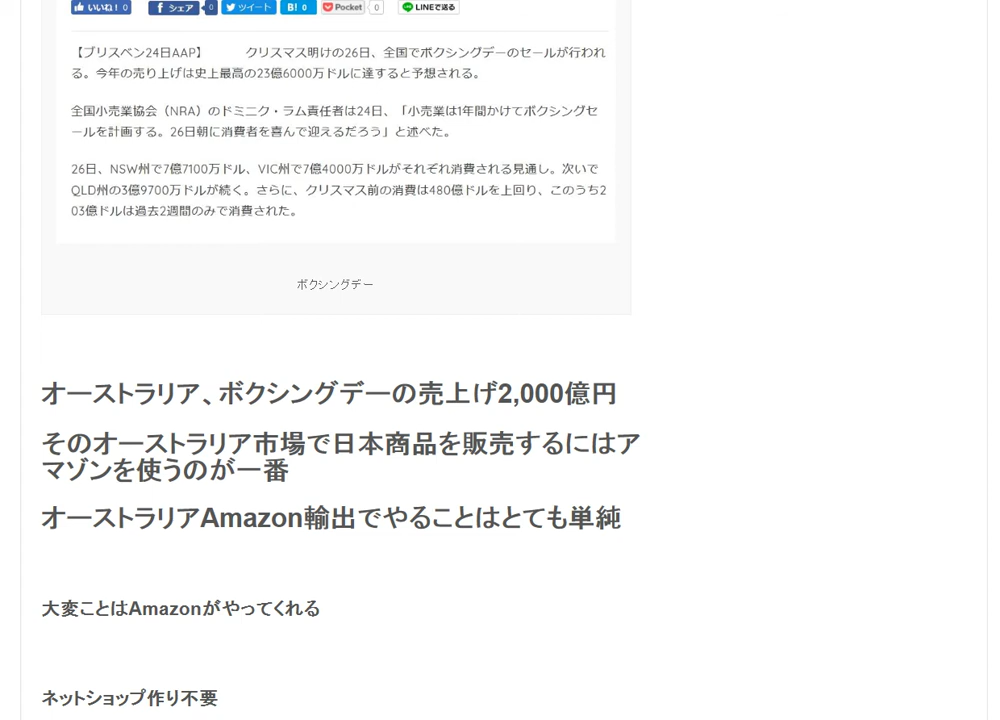 いいね！ 0 シェア 0 ツイート B! 0 Pocket 0 LINEで送る
【ブリスベン24日AAP】 クリスマス明けの26日、全国でボクシングデーのセールが行われ
る。今年の売り上げは史上最高の23億6000万ドルに達すると予想される。
全国小売業協会（NRA）のドミニク・ラム責任者は24日、「小売業は1年間かけてボクシングセ
ールを計画する。26日朝に消費者を喜んで迎えるだろう」と述べた。
26日、NSW州で7億7100万ドル、VIC州で7億4000万ドルがそれぞれ消費される見通し。次いで
QLD州の3億9700万ドルが続く。さらに、クリスマス前の消費は480億ドルを上回り、このうち2
03億ドルは過去2週間のみで消費された。
ボクシングデー
オーストラリア、ボクシングデーの売上げ2,000億円
そのオーストラリア市場で日本商品を販売するにはア
マゾンを使うのが一番
オーストラリアAmazon輸出でやることはとても単純
大変ことはAmazonがやってくれる
ネットショップ作り不要